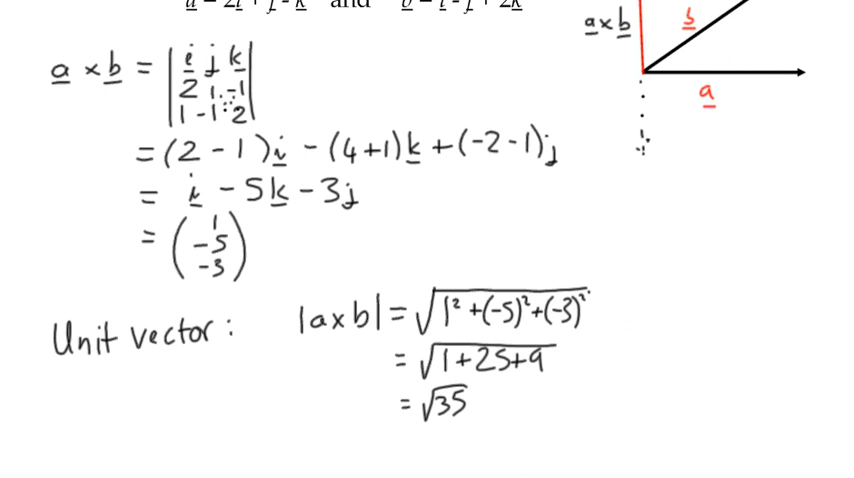 a = 2i + j - k and b = i - j + 2k
a × b
b
a
a × b = | i j k |
| 2 1 -1 |
| 1 -1 2 |
= (2 - 1)i - (4+1)k + (-2-1)j
= i - 5k - 3j
= ( 1
-5
-3 )
Unit vector: |a×b| = √1² + (-5)² + (-3)²
= √1+25+9
= √35